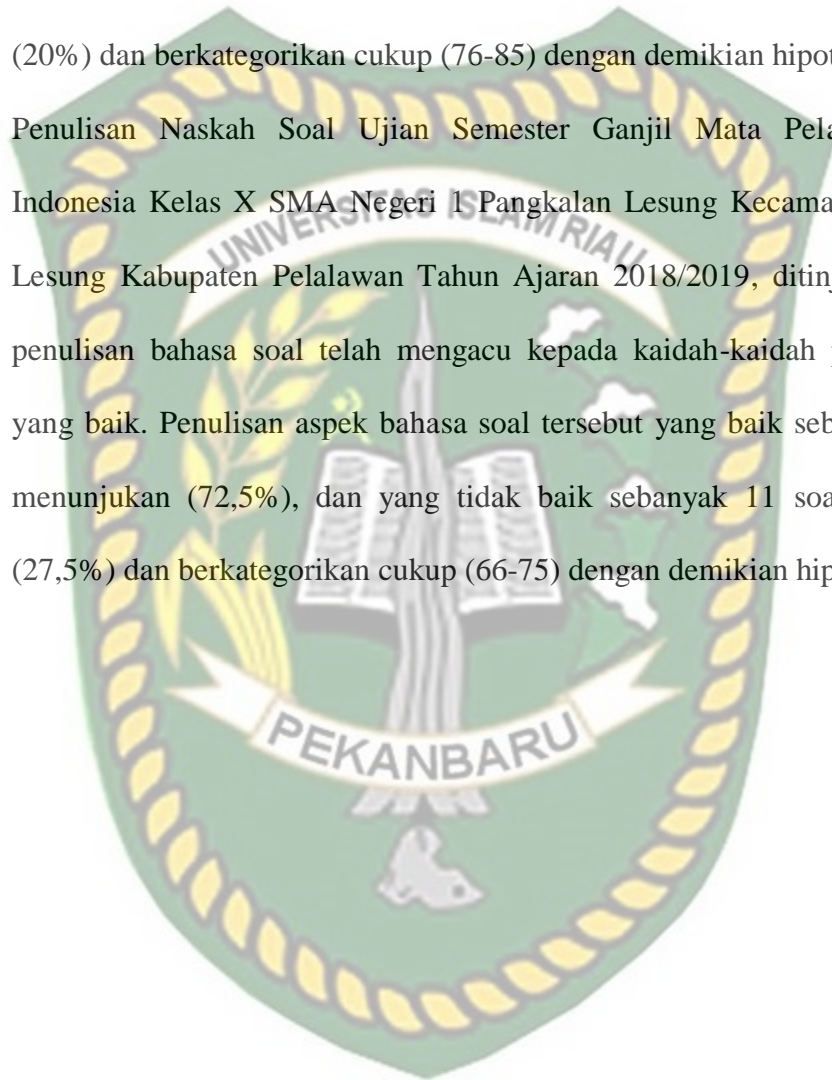 (20%) dan berkategorikan cukup (76-85) dengan demikian hipot
Penulisan Naskah Soal Ujian Semester Ganjil Mata Pela
Indonesia Kelas X SMA Negeri 1 Pangkalan Lesung Kecama
UNIVERSITAS ISLAM RIAU
Lesung Kabupaten Pelalawan Tahun Ajaran 2018/2019, ditinj
penulisan bahasa soal telah mengacu kepada kaidah-kaidah
yang baik. Penulisan aspek bahasa soal tersebut yang baik seb
menunjukan (72,5%), dan yang tidak baik sebanyak 11 soa
(27,5%) dan berkategorikan cukup (66-75) dengan demikian hip
PEKANBARU